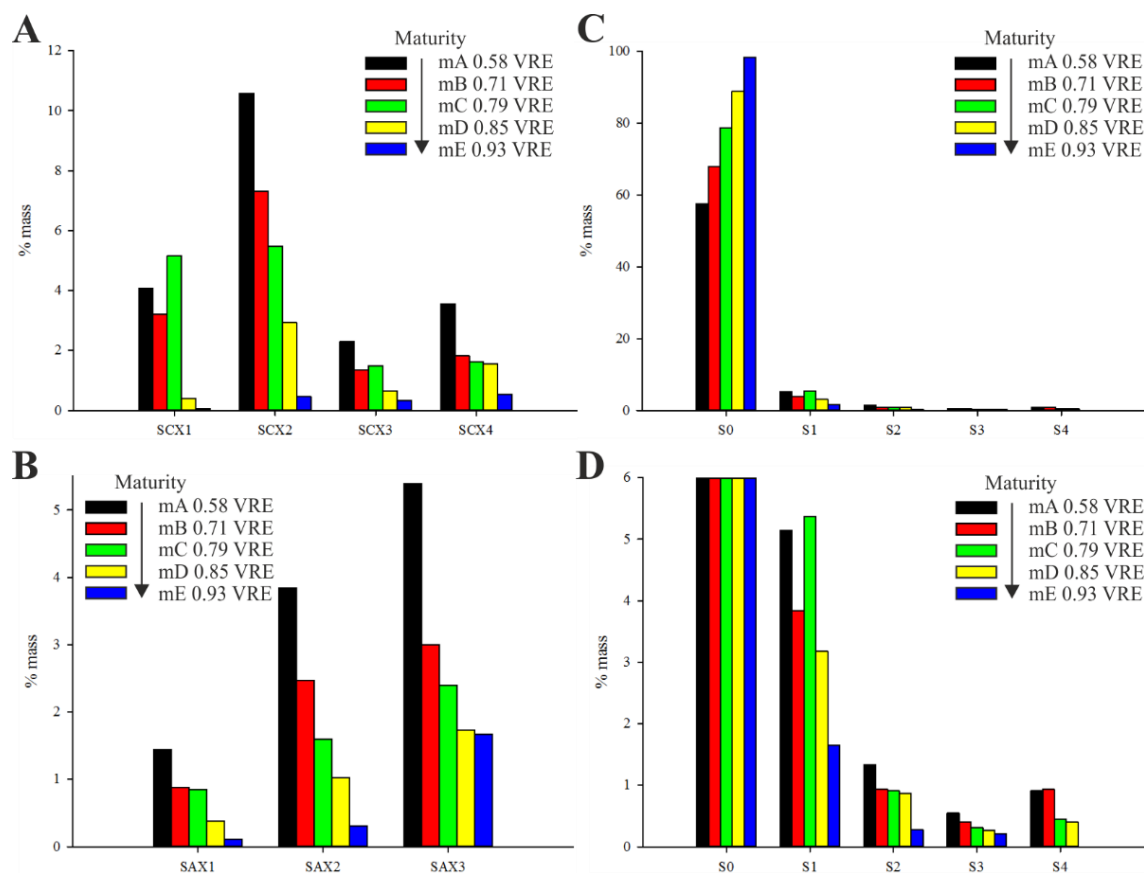 A
12
10
8
6
4
2
0
% mass
SCX1 SCX2 SCX3 SCX4
Maturity
mA 0.58 VRE
mB 0.71 VRE
mC 0.79 VRE
mD 0.85 VRE
mE 0.93 VRE
C
100
80
60
40
20
0
% mass
S0 S1 S2 S3 S4
Maturity
mA 0.58 VRE
mB 0.71 VRE
mC 0.79 VRE
mD 0.85 VRE
mE 0.93 VRE
B
5
4
3
2
1
0
% mass
SAX1 SAX2 SAX3
Maturity
mA 0.58 VRE
mB 0.71 VRE
mC 0.79 VRE
mD 0.85 VRE
mE 0.93 VRE
D
6
5
4
3
2
1
0
% mass
S0 S1 S2 S3 S4
Maturity
mA 0.58 VRE
mB 0.71 VRE
mC 0.79 VRE
mD 0.85 VRE
mE 0.93 VRE